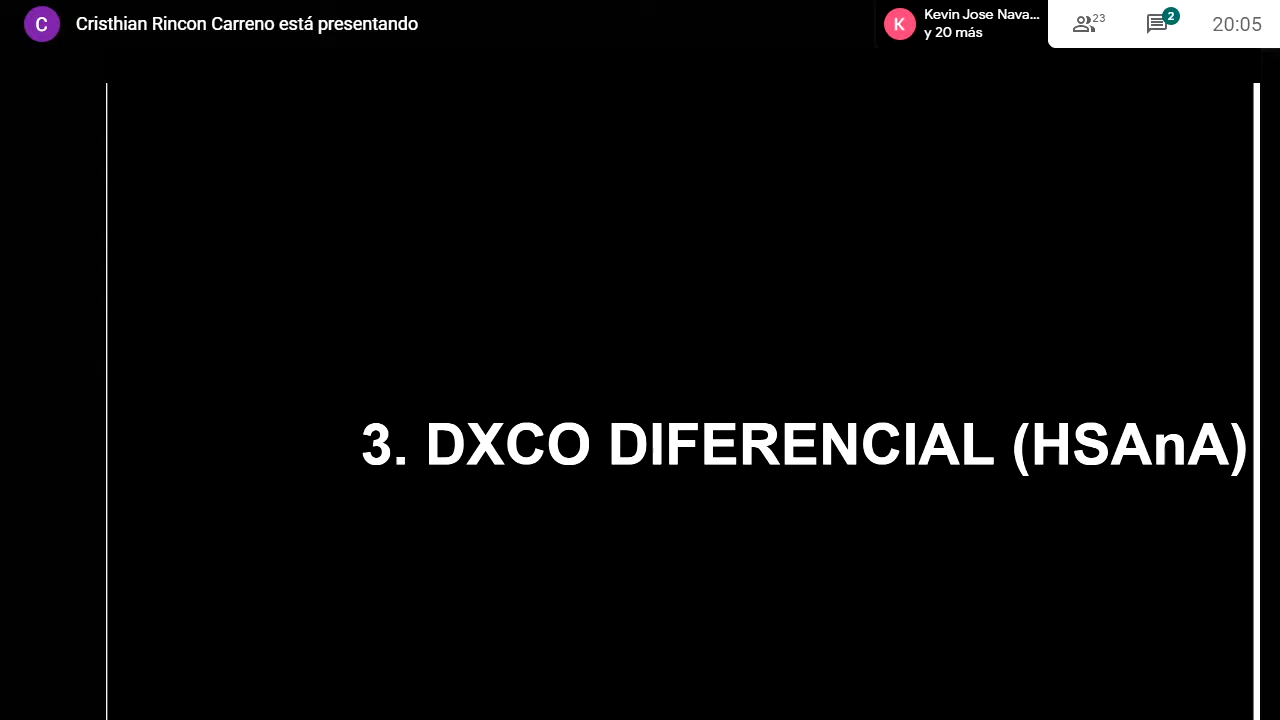 C
Cristhian Rincon Carreno está presentando
K
Kevin Jose Nava...
y 20 más
23
2
20:05
3. DXCO DIFERENCIAL (HSAnA)